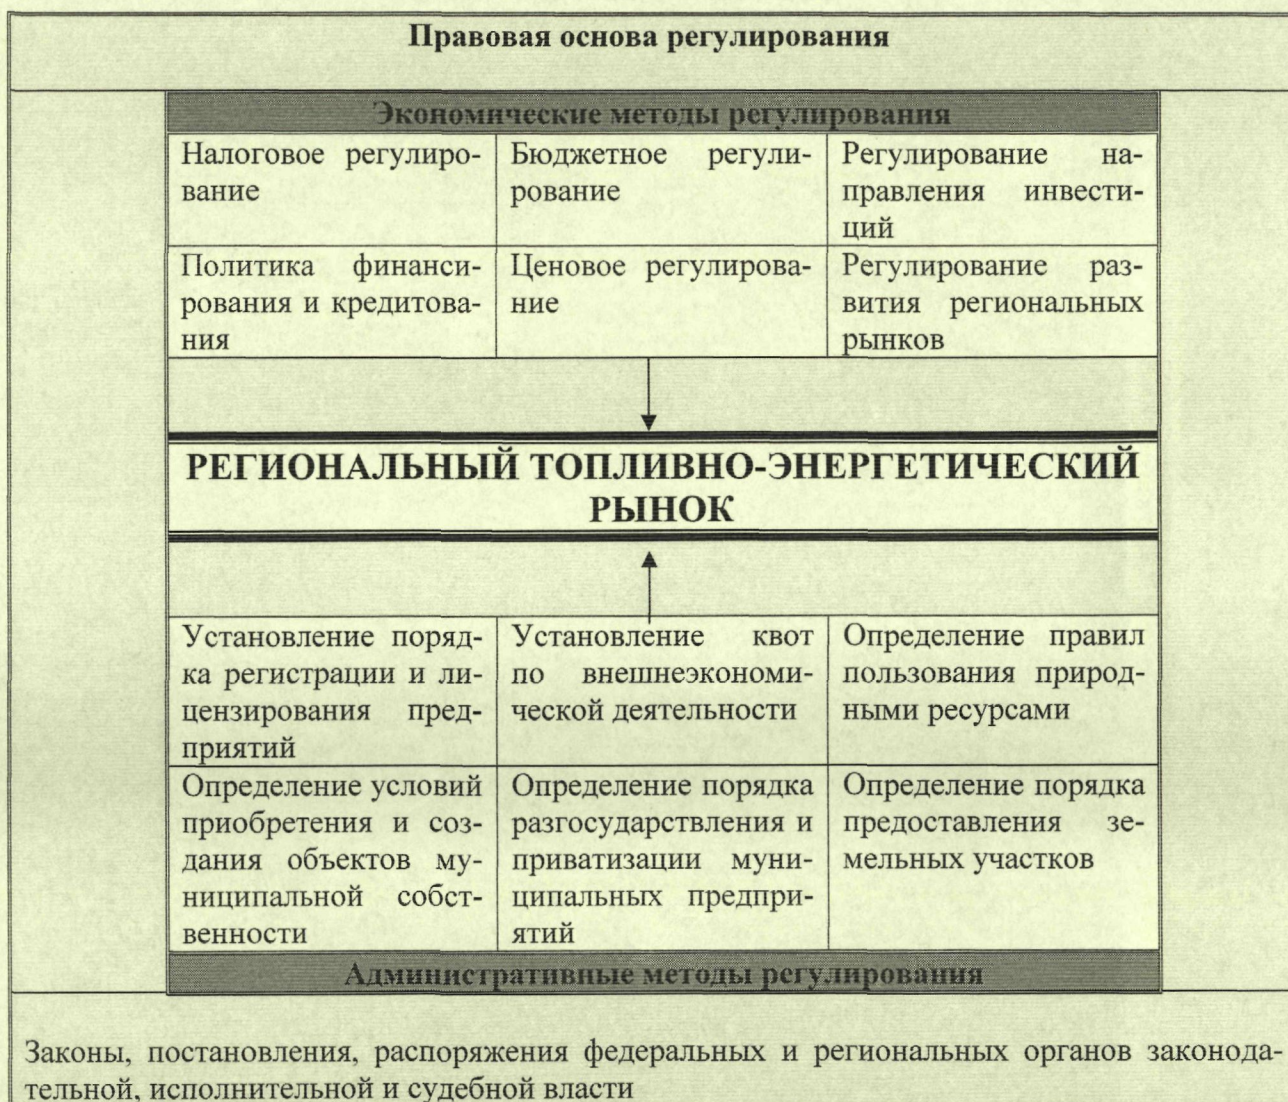 Правовая основа регулирования
Экономические методы регулирования
Налоговое регулиро-
вание
Бюджетное регули-
рование
Регулирование на-
правления инвести-
ций
Политика финанси-
рования и кредитова-
ния
Ценовое регулирова-
ние
Регулирование раз-
вития региональных
рынков
РЕГИОНАЛЬНЫЙ ТОПЛИВНО-ЭНЕРГЕТИЧЕСКИЙ
РЫНОК
Установление поряд-
ка регистрации и ли-
цензирования пред-
приятий
Установление квот
по внешнеэкономи-
ческой деятельности
Определение правил
пользования природ-
ными ресурсами
Определение условий
приобретения и соз-
дания объектов му-
ниципальной собст-
венности
Определение порядка
разгосударствления и
приватизации муни-
ципальных предпри-
ятий
Определение порядка
предоставления зе-
мельных участков
Административные методы регулирования
Законы, постановления, распоряжения федеральных и региональных органов законода-
тельной, исполнительной и судебной власти